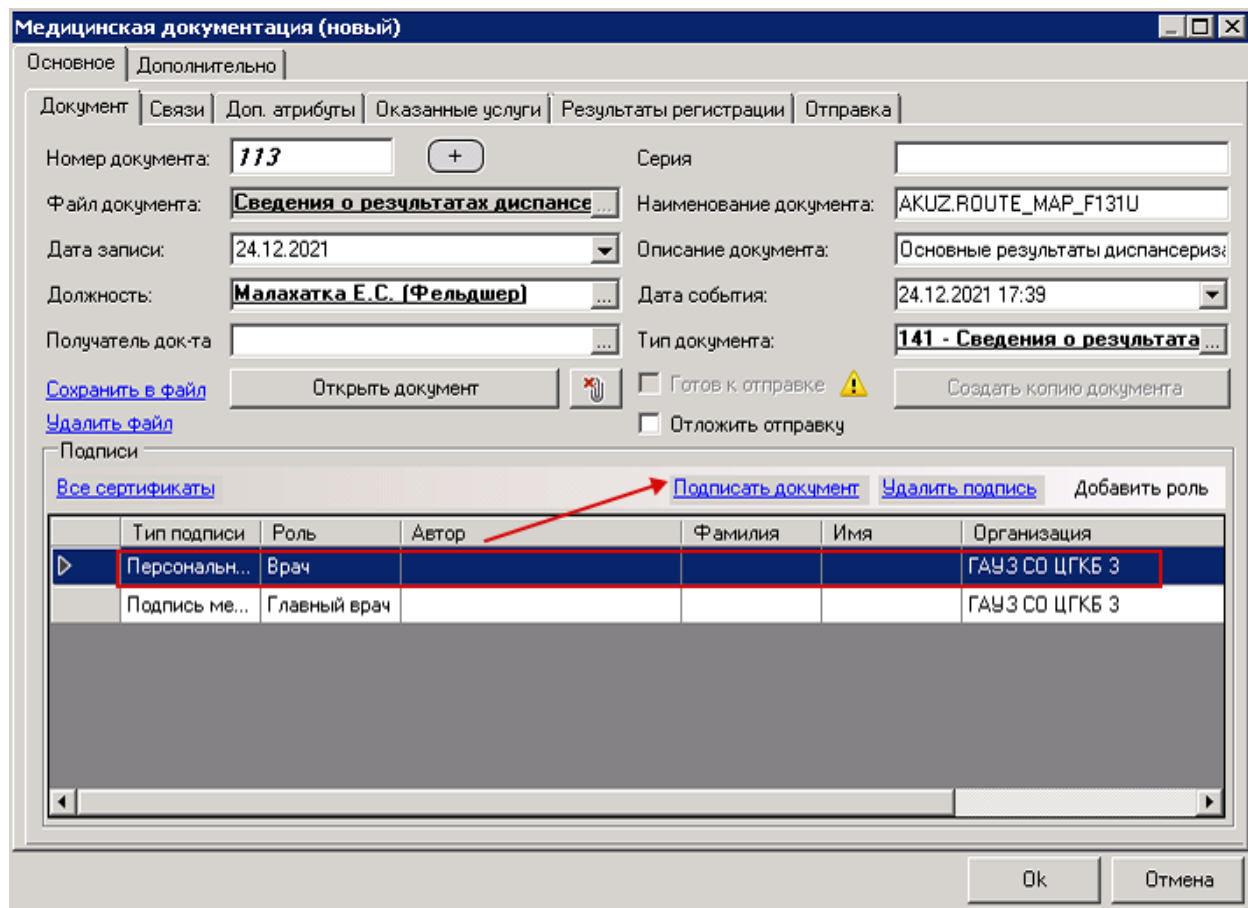 Медицинская документация (новый)
Основное Дополнительно
Документ Связи Доп. атрибуты Оказанные услуги Результаты регистрации Отправка
Номер документа: 113 + Серия
Файл документа: Сведения о результатах диспансе ... Наименование документа: AKUZ.ROUTE_MAP_F131U
Дата записи: 24.12.2021 Описание документа: Основные результаты диспансериза
Должность: Малахатка Е.С. (Фельдшер) ... Дата события: 24.12.2021 17:39
Получатель док-та ... Тип документа: 141 - Сведения о результата ...
Сохранить в файл Открыть документ Готов к отправке Создать копию документа
Удалить файл Отложить отправку
Подписи
Все сертификаты Подписать документ Удалить подпись Добавить роль
Тип подписи Роль Автор Фамилия Имя Организация
Персональн... Врач ГАУЗ СО ЦГКБ 3
Подпись ме... Главный врач ГАУЗ СО ЦГКБ 3
Ok Отмена